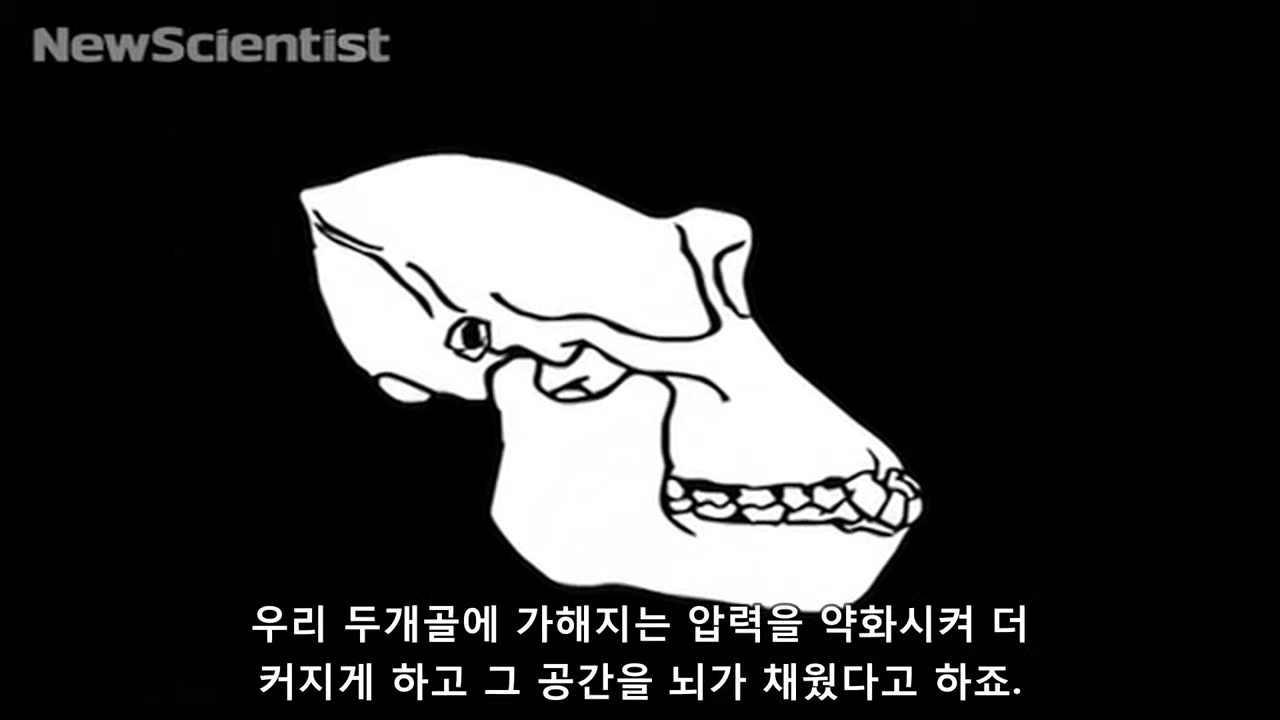 NewScientist
우리 두개골에 가해지는 압력을 약화시켜 더
커지게 하고 그 공간을 뇌가 채웠다고 하죠.